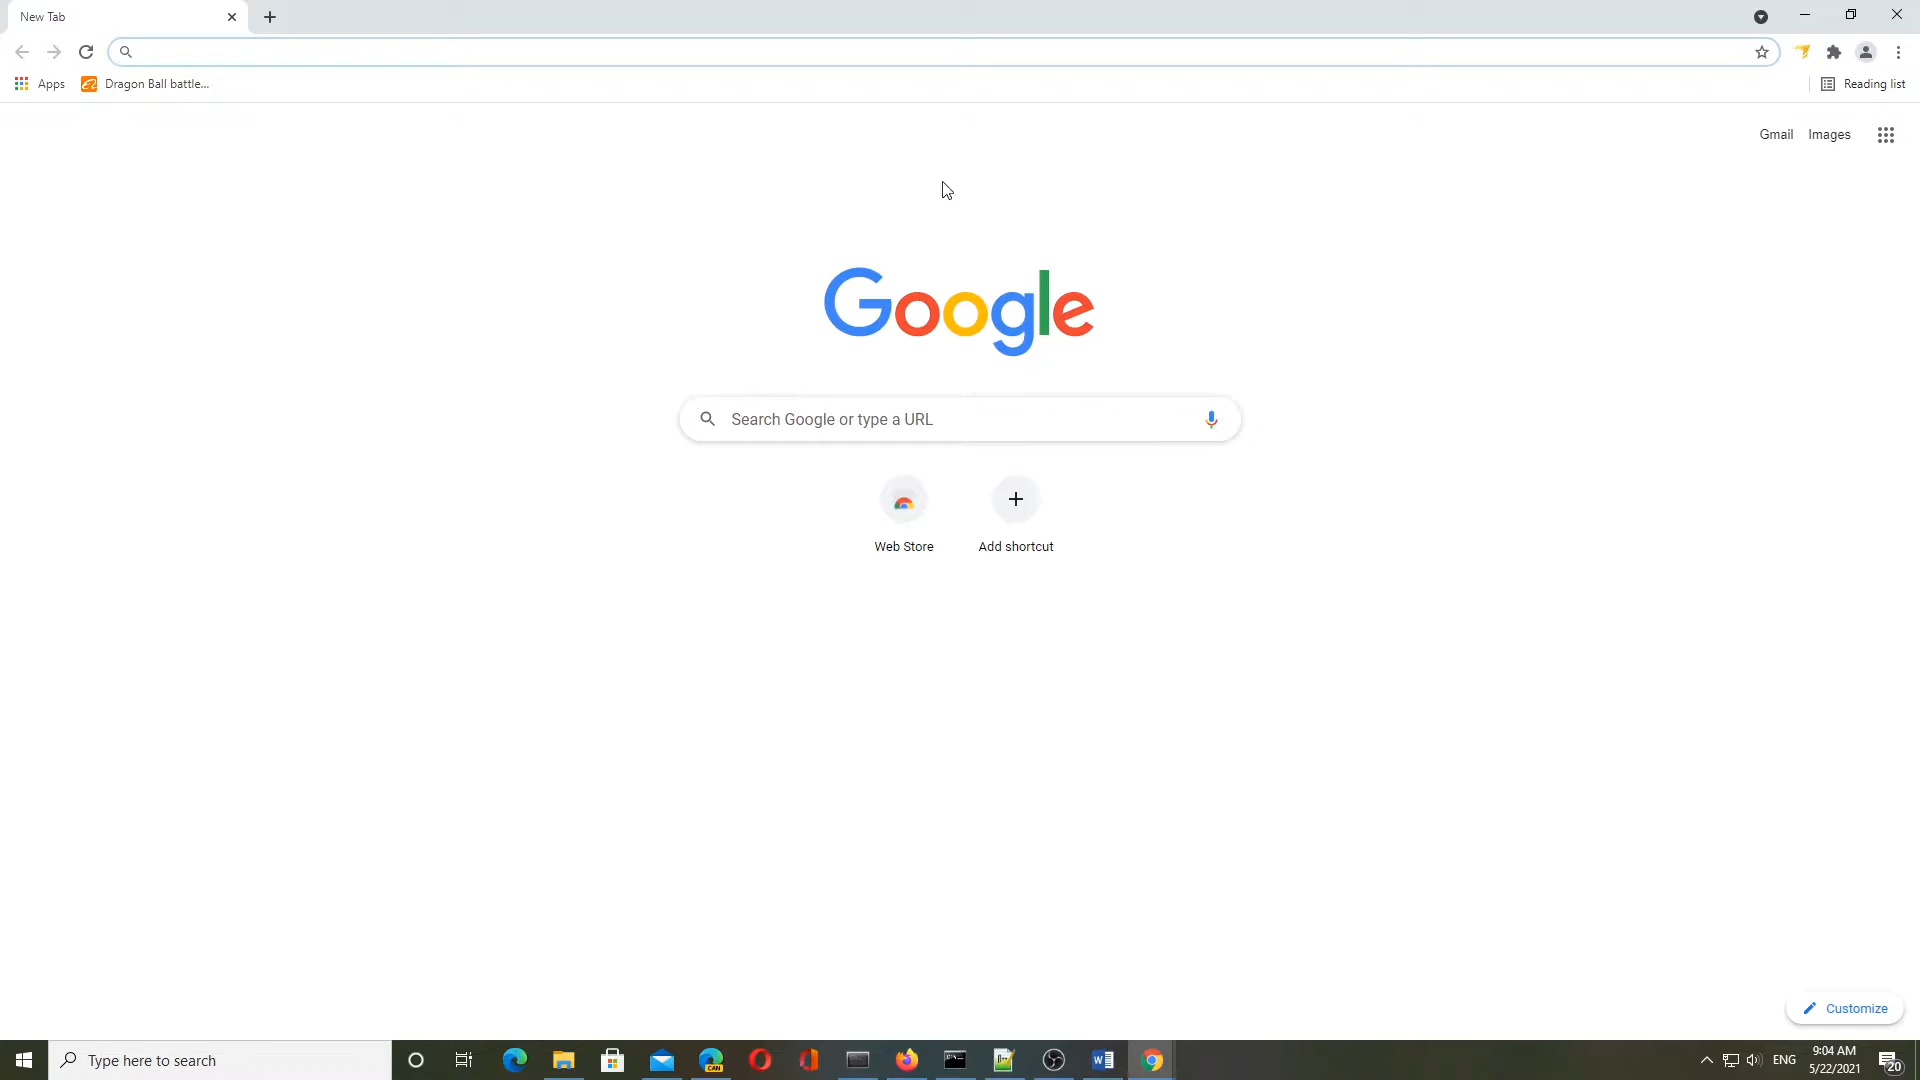 New Tab
Apps
Dragon Ball battle...
Reading list
Gmail
Images
Google
Search Google or type a URL
Web Store
Add shortcut
Customize
Type here to search
CAN
ENG
9:04 AM
5/22/2021
20